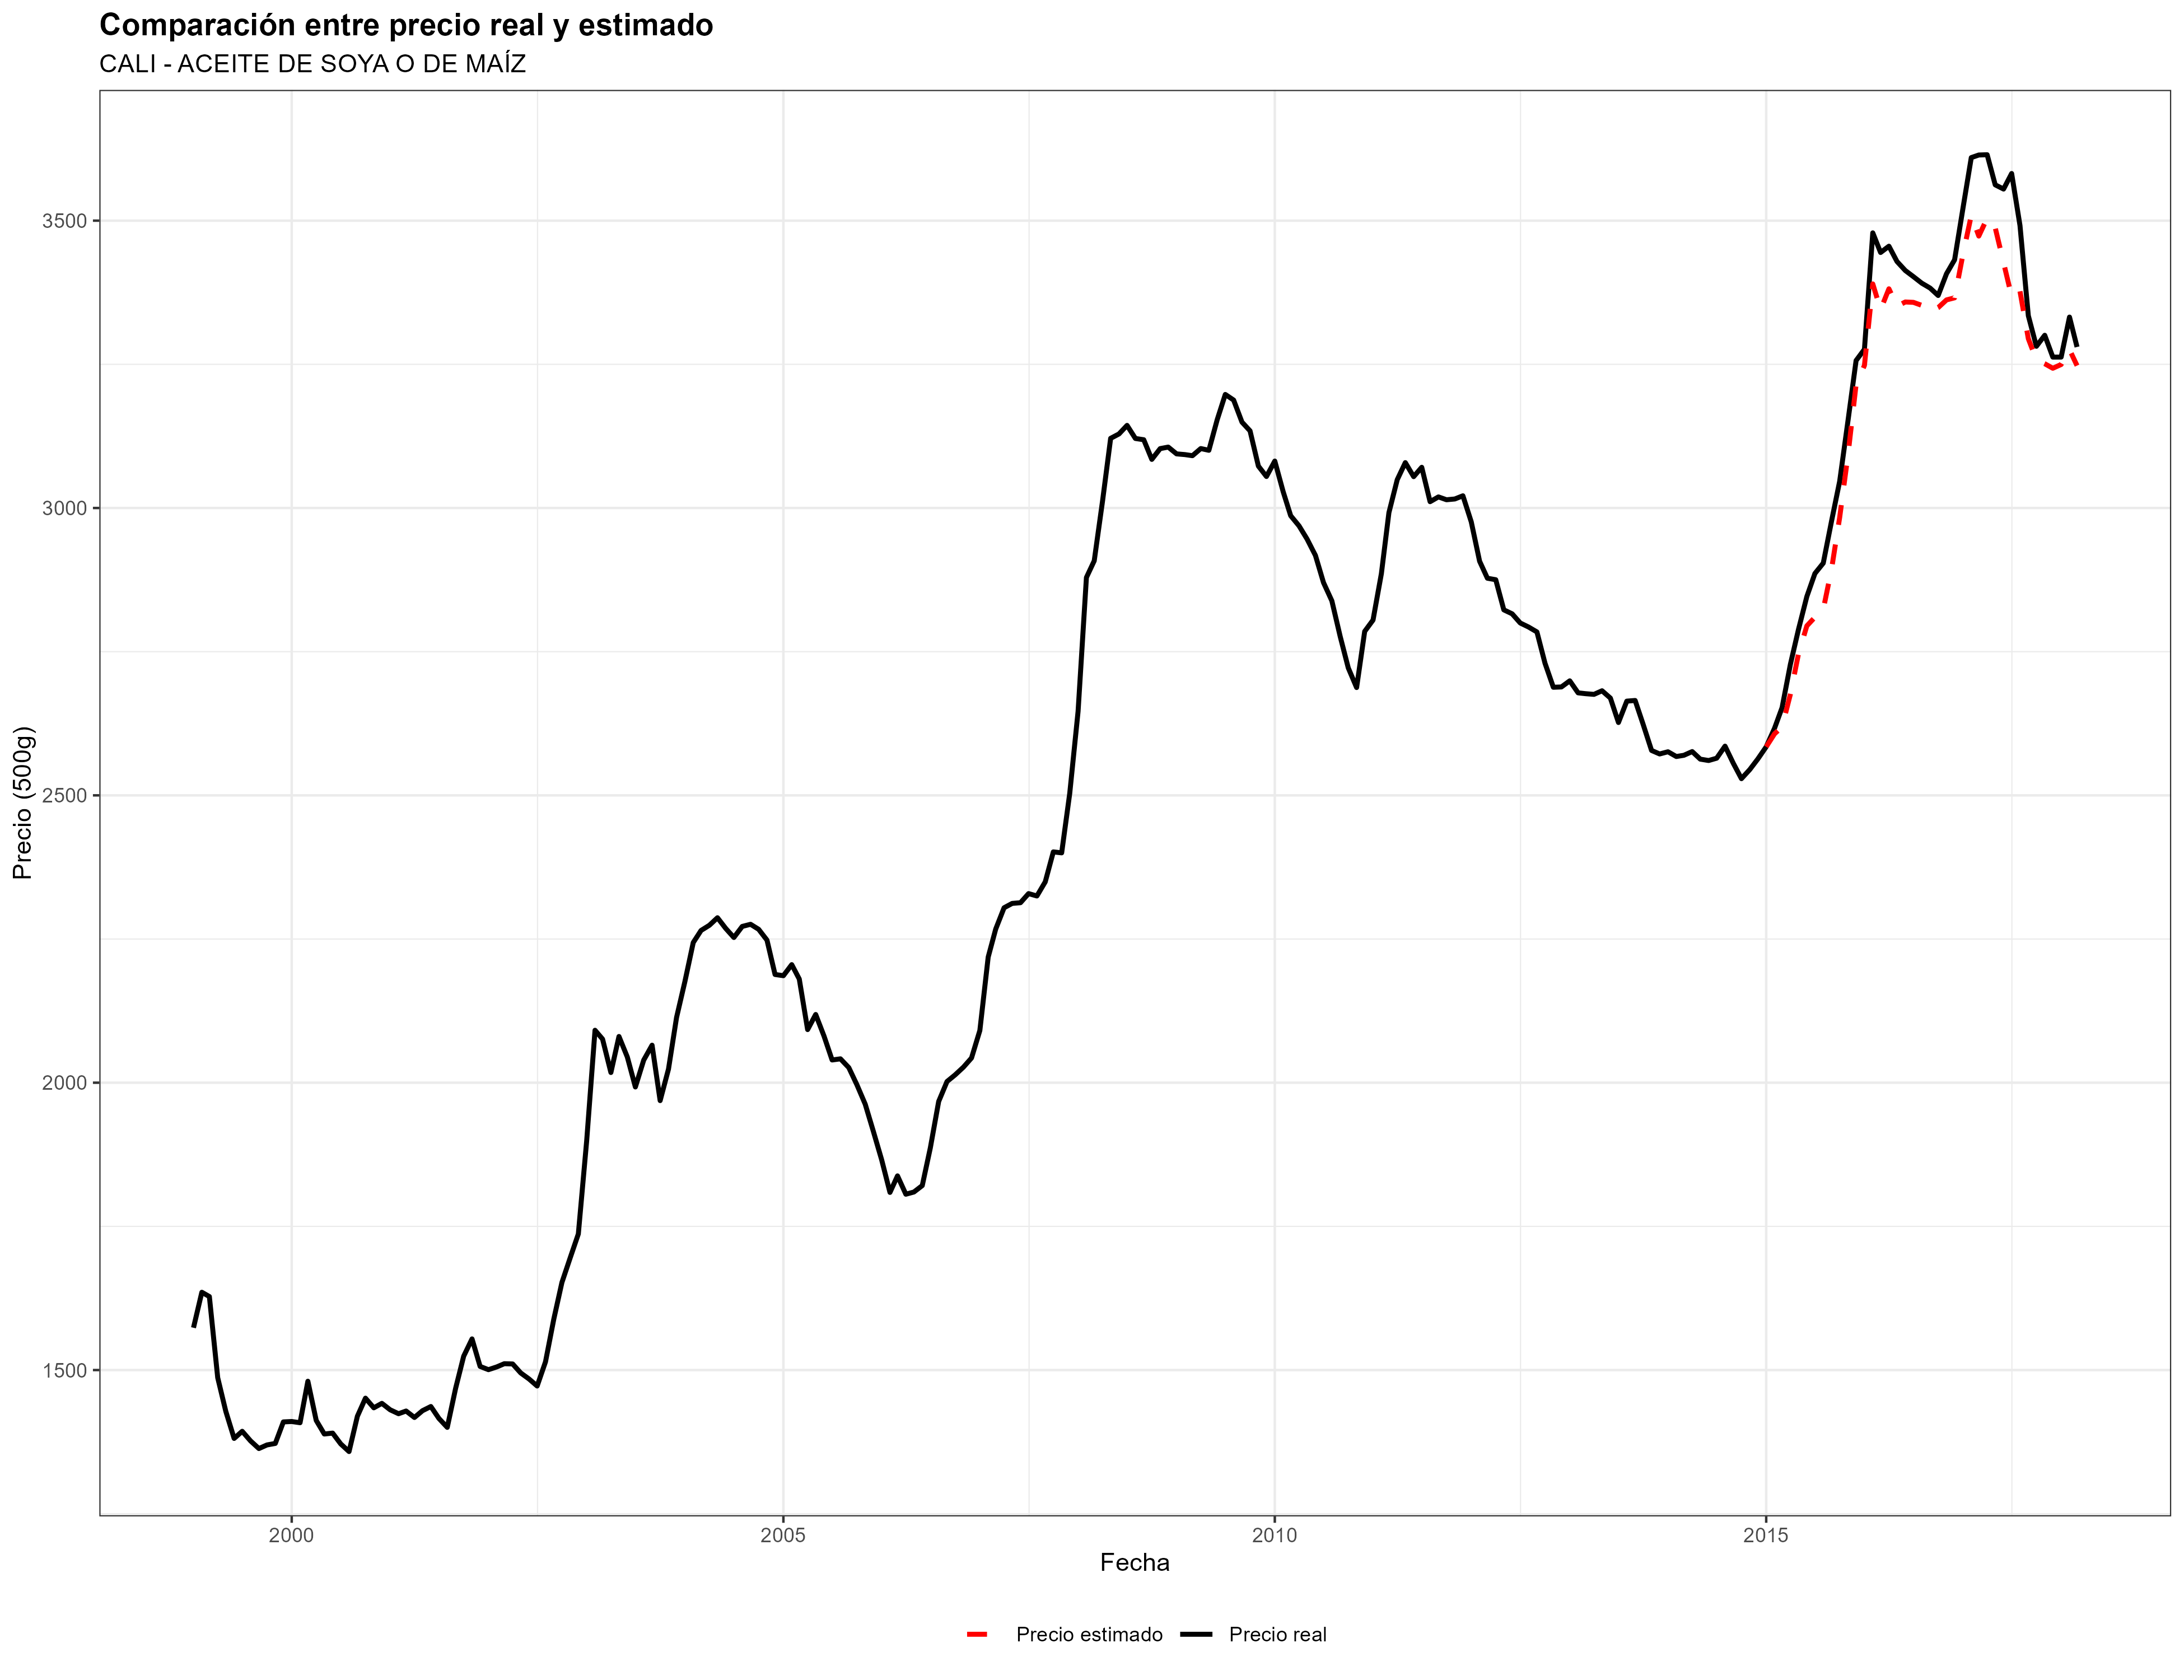 Comparación entre precio real y estimado
CALI - ACEITE DE SOYA O DE MAÍZ
3500
3000
2500
2000
1500
Precio (500g)
2000 2005 2010 2015
Fecha
Precio estimado Precio real